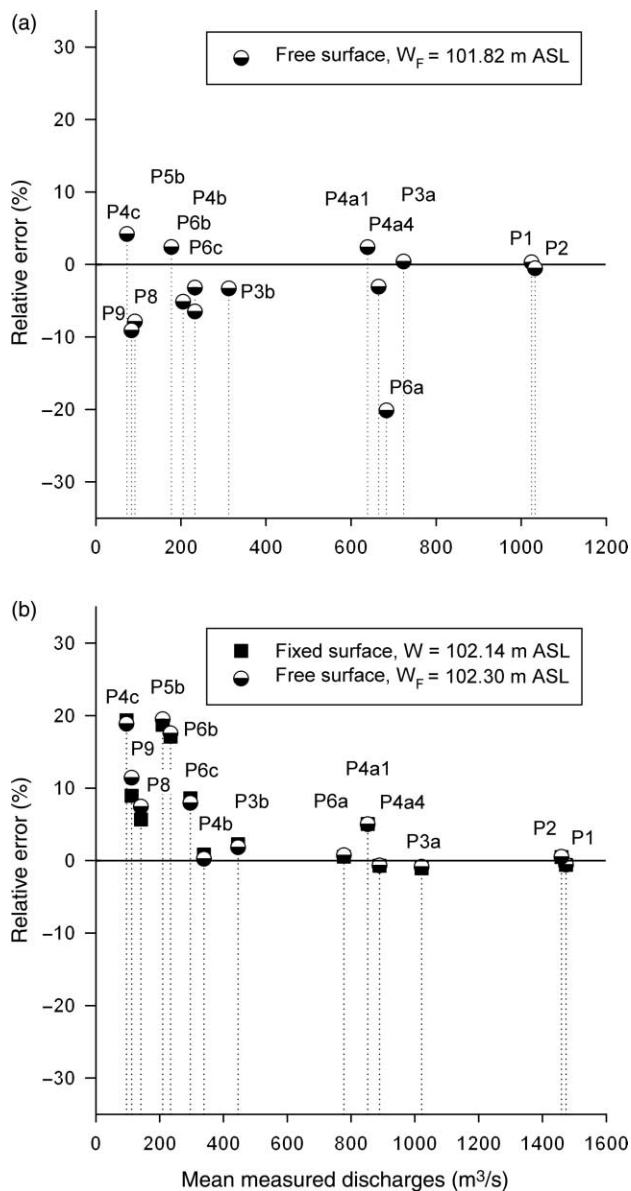 (a)
Relative error (%)
30
20
10
0
–10
–20
–30
Free surface, W_F = 101.82 m ASL
P5b
P4b
P4c
P6b
P6c
P9
P8
P3b
P4a1
P3a
P4a4
P6a
P1
P2
0 200 400 600 800 1000 1200
(b)
Relative error (%)
30
20
10
0
–10
–20
–30
Fixed surface, W = 102.14 m ASL
Free surface, W_F = 102.30 m ASL
P4c
P5b
P6b
P9
P6c
P8
P3b
P4b
P4a1
P6a
P4a4
P3a
P2
P1
0 200 400 600 800 1000 1200 1400 1600
Mean measured discharges (m³/s)